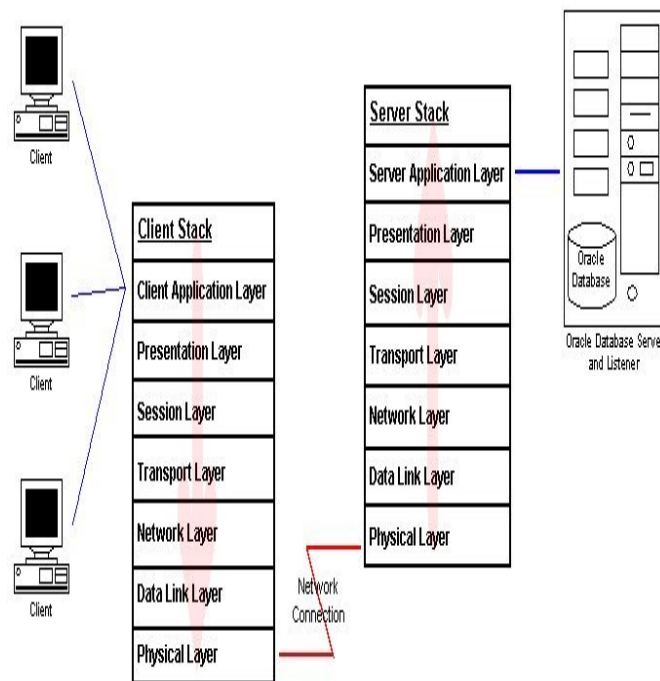 Client
Client
Client
Client Stack
Client Application Layer
Presentation Layer
Session Layer
Transport Layer
Network Layer
Data Link Layer
Physical Layer
Network
Connection
Server Stack
Server Application Layer
Presentation Layer
Session Layer
Transport Layer
Network Layer
Data Link Layer
Physical Layer
Oracle
Database
Oracle Database Serve
and Listener